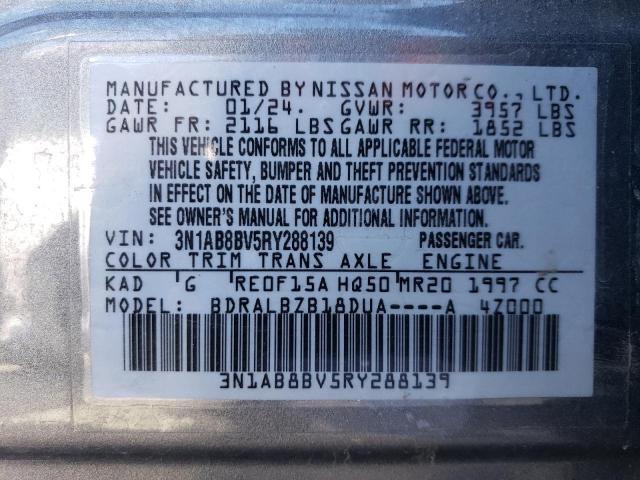 MANUFACTURED BY NISSAN MOTOR CO., LTD.
DATE: 01/24. GVWR: 3957 LBS
GAWR FR: 2116 LBS GAWR RR: 1852 LBS
THIS VEHICLE CONFORMS TO ALL APPLICABLE FEDERAL MOTOR
VEHICLE SAFETY, BUMPER AND THEFT PREVENTION STANDARDS
IN EFFECT ON THE DATE OF MANUFACTURE SHOWN ABOVE.
SEE OWNER'S MANUAL FOR ADDITIONAL INFORMATION.
VIN: 3N1AB8BV5RY288139 PASSENGER CAR.
COLOR TRIM TRANS AXLE ENGINE
KAD G RE0F15A HQ50 MR20 1997 CC
MODEL: BDRALBZB18DUA----A 4Z000
3N1AB8BV5RY288139